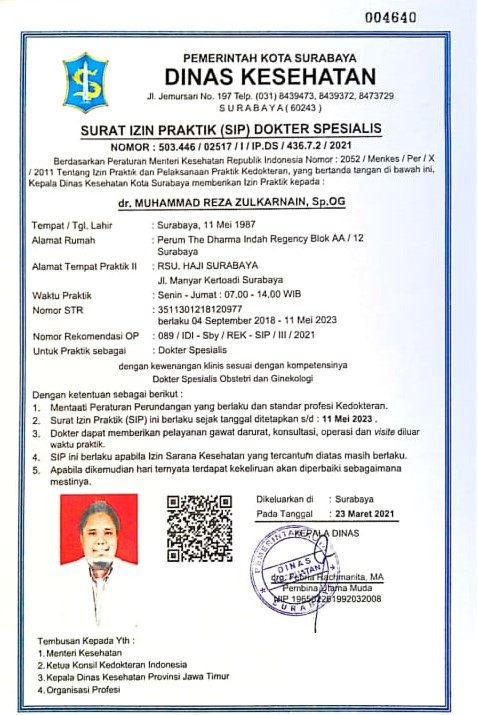 004640
PEMERINTAH KOTA SURABAYA
DINAS KESEHATAN
Jl. Jemursari No. 197 Telp. (031) 8439473, 8439372, 8473729
S U R A B A Y A ( 60243 )
SURAT IZIN PRAKTIK (SIP) DOKTER SPESIALIS
NOMOR : 503.446 / 02517 / I / IP.DS / 436.7.2 / 2021
Berdasarkan Peraturan Menteri Kesehatan Republik Indonesia Nomor : 2052 / Menkes / Per / X
/ 2011 Tentang Izin Praktik dan Pelaksanaan Praktik Kedokteran, yang bertanda tangan di bawah ini,
Kepala Dinas Kesehatan Kota Surabaya memberikan Izin Praktik kepada :
dr. MUHAMMAD REZA ZULKARNAIN, Sp.OG
Tempat / Tgl. Lahir : Surabaya, 11 Mei 1987
Alamat Rumah : Perum The Dharma Indah Regency Blok AA / 12
Surabaya
Alamat Tempat Praktik II : RSU. HAJI SURABAYA
Jl. Manyar Kertoadi Surabaya
Waktu Praktik : Senin - Jumat : 07.00 - 14.00 WIB
Nomor STR : 3511301218120977
berlaku 04 September 2018 - 11 Mei 2023
Nomor Rekomendasi OP : 089 / IDI - Sby / REK - SIP / III / 2021
Untuk Praktik sebagai : Dokter Spesialis
dengan kewenangan klinis sesuai dengan kompetensinya
Dokter Spesialis Obstetri dan Ginekologi
Dengan ketentuan sebagai berikut :
1. Mentaati Peraturan Perundangan yang berlaku dan standar profesi Kedokteran.
2. Surat Izin Praktik (SIP) ini berlaku sejak tanggal ditetapkan s/d : 11 Mei 2023 .
3. Dokter dapat memberikan pelayanan gawat darurat, konsultasi, operasi dan visite diluar
waktu praktik.
4. SIP ini berlaku apabila Izin Sarana Kesehatan yang tercantum diatas masih berlaku.
5. Apabila dikemudian hari ternyata terdapat kekeliruan akan diperbaiki sebagaimana
mestinya.
Dikeluarkan di : Surabaya
Pada Tanggal : 23 Maret 2021
KEPALA DINAS
DINAS
SURABAYA
drg. Febria Rachmanita, MA
Pembina Utama Muda
NIP 196502281992032008
Tembusan Kepada Yth :
1. Menteri Kesehatan
2. Ketua Konsil Kedokteran Indonesia
3. Kepala Dinas Kesehatan Provinsi Jawa Timur
4. Organisasi Profesi